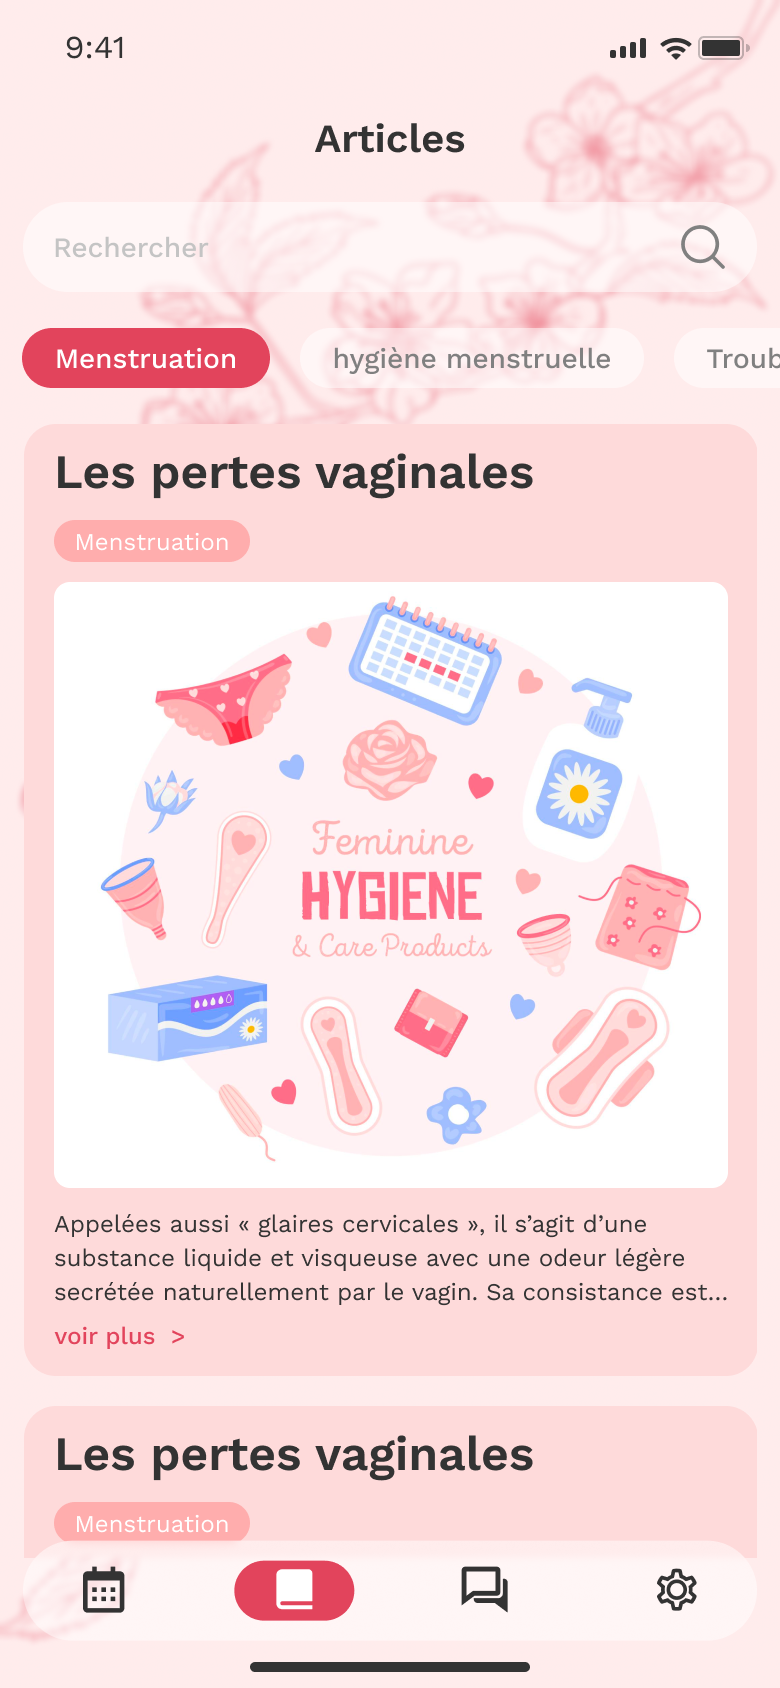 9:41
Articles
Rechercher
Menstruation
hygiène menstruelle
Troub
Les pertes vaginales
Menstruation
Feminine
HYGIENE
& Care Products
Appelées aussi « glaires cervicales », il s’agit d’une
substance liquide et visqueuse avec une odeur légère
secrétée naturellement par le vagin. Sa consistance est...
voir plus >
Les pertes vaginales
Menstruation